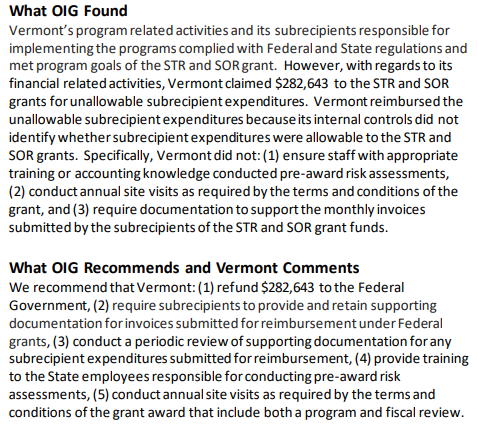 What OIG Found
Vermont's program related activities and its subrecipients responsible for
implementing the programs complied with Federal and State regulations and
met program goals of the STR and SOR grant. However, with regards to its
financial related activities, Vermont claimed $282,643 to the STR and SOR
grants for unallowable subrecipient expenditures. Vermont reimbursed the
unallowable subrecipient expenditures because its internal controls did not
identify whether subrecipient expenditures were allowable to the STR and
SOR grants. Specifically, Vermont did not: (1) ensure staff with appropriate
training or accounting knowledge conducted pre-award risk assessments,
(2) conduct annual site visits as required by the terms and conditions of the
grant, and (3) require documentation to support the monthly invoices
submitted by the subrecipients of the STR and SOR grant funds.
What OIG Recommends and Vermont Comments
We recommend that Vermont: (1) refund $282,643 to the Federal
Government, (2) require subrecipients to provide and retain supporting
documentation for invoices submitted for reimbursement under Federal
grants, (3) conduct a periodic review of supporting documentation for any
subrecipient expenditures submitted for reimbursement, (4) provide training
to the State employees responsible for conducting pre-award risk
assessments, (5) conduct annual site visits as required by the terms and
conditions of the grant award that include both a program and fiscal review.